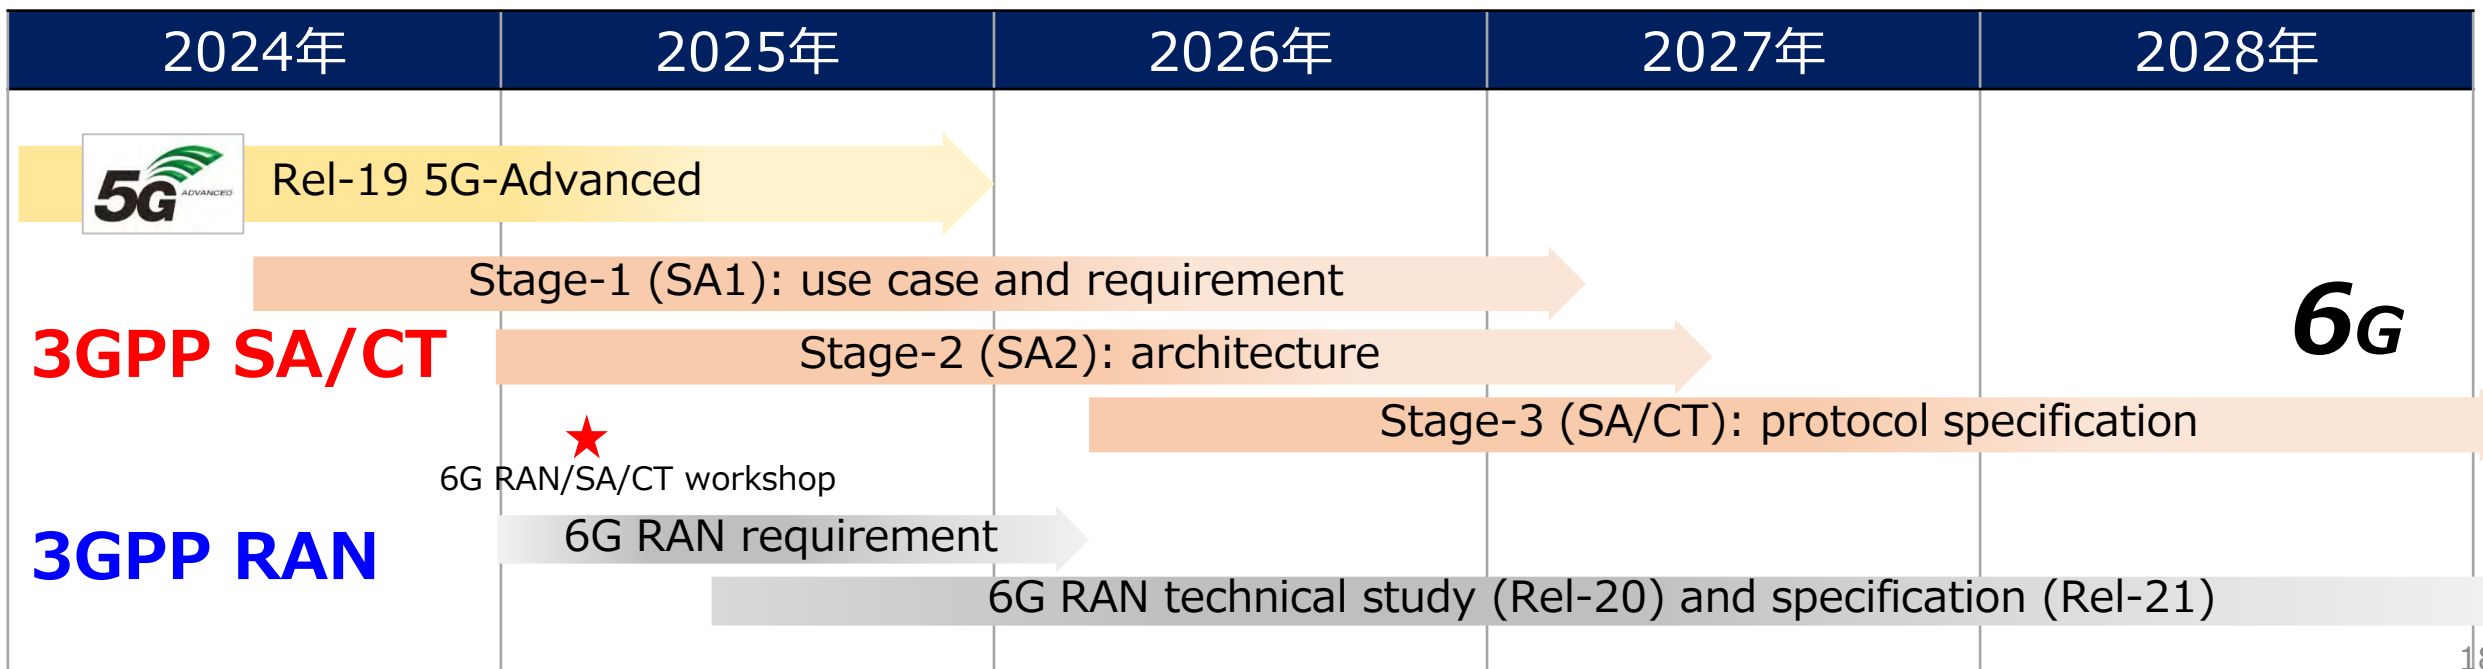 2024年 2025年 2026年 2027年 2028年
5G ADVANCED
Rel-19 5G-Advanced
Stage-1 (SA1): use case and requirement
6G
3GPP SA/CT
Stage-2 (SA2): architecture
Stage-3 (SA/CT): protocol specification
★
6G RAN/SA/CT workshop
3GPP RAN
6G RAN requirement
6G RAN technical study (Rel-20) and specification (Rel-21)